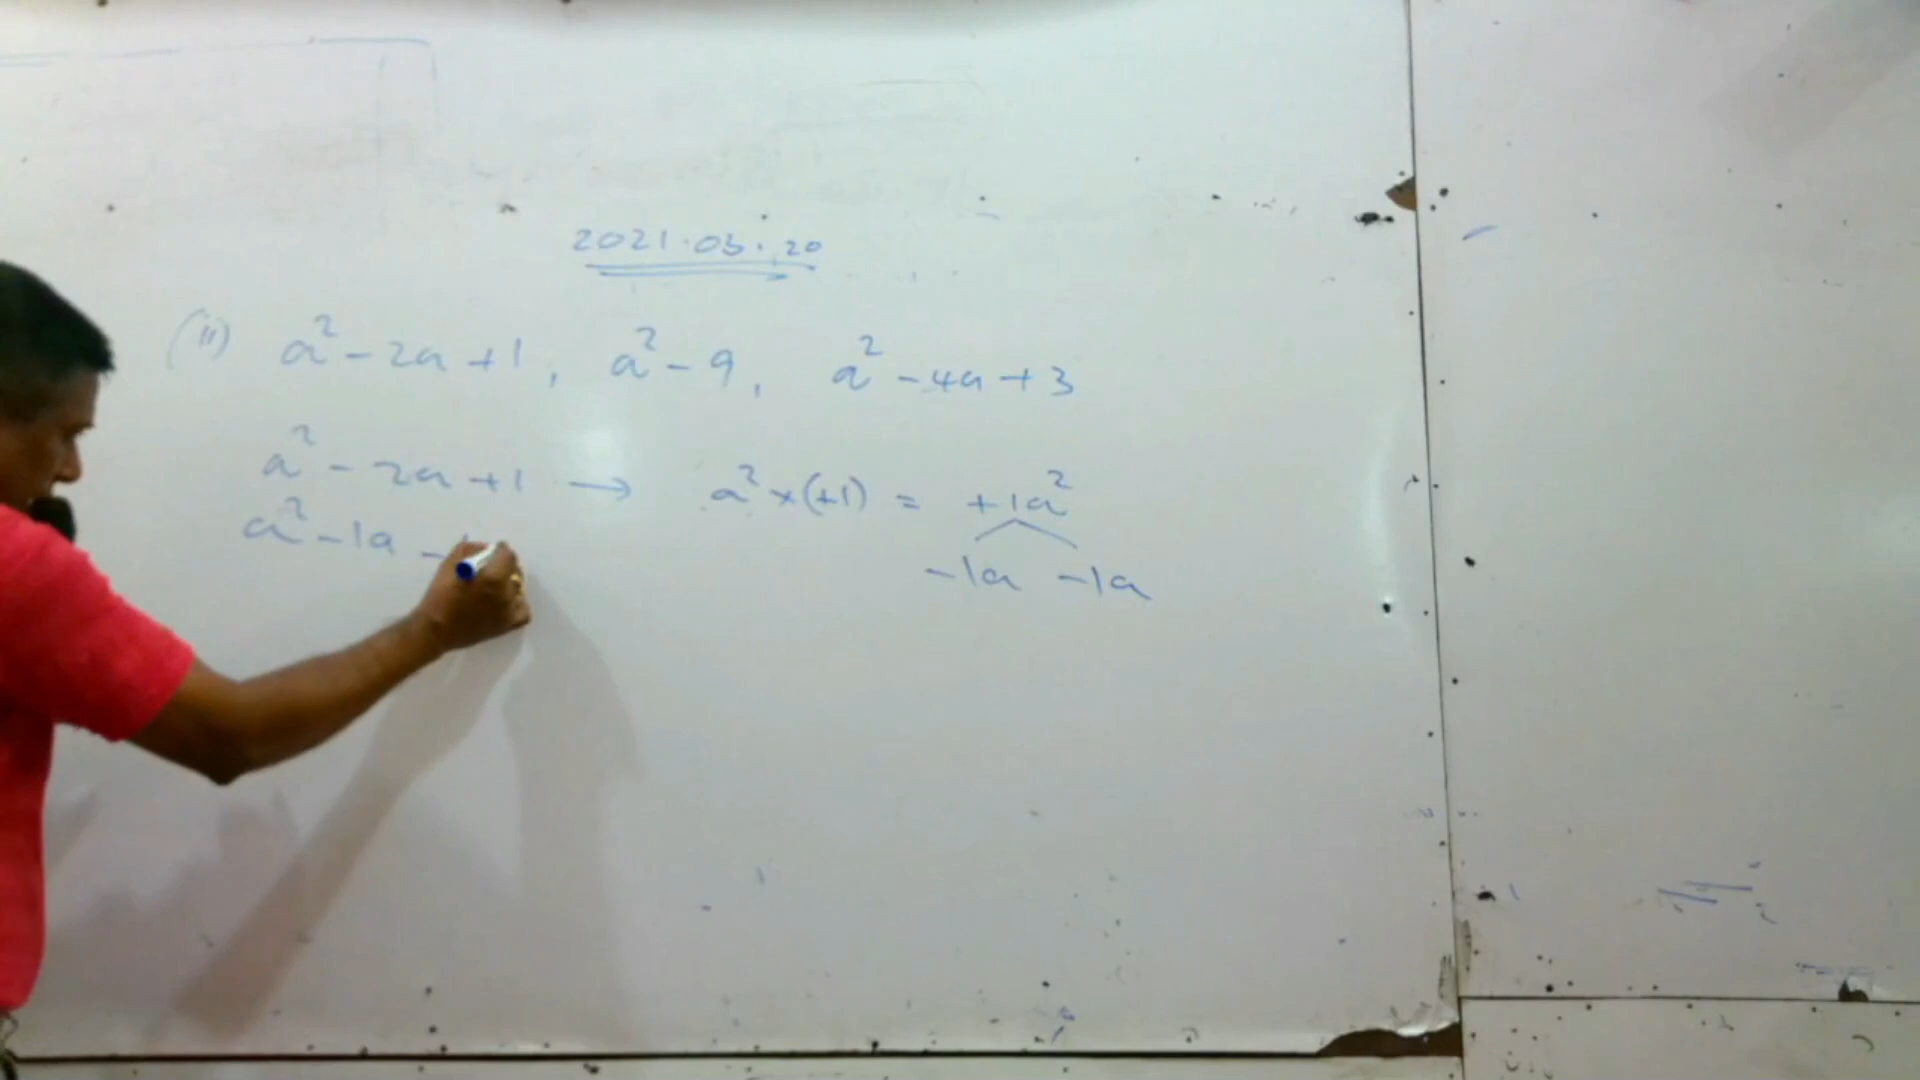 2021.03.20
(ii) a² - 2a + 1, a² - 9, a² - 4a + 3
a² - 2a + 1 → a² × (+1) = +1a²
-1a -1a
a² - 1a -